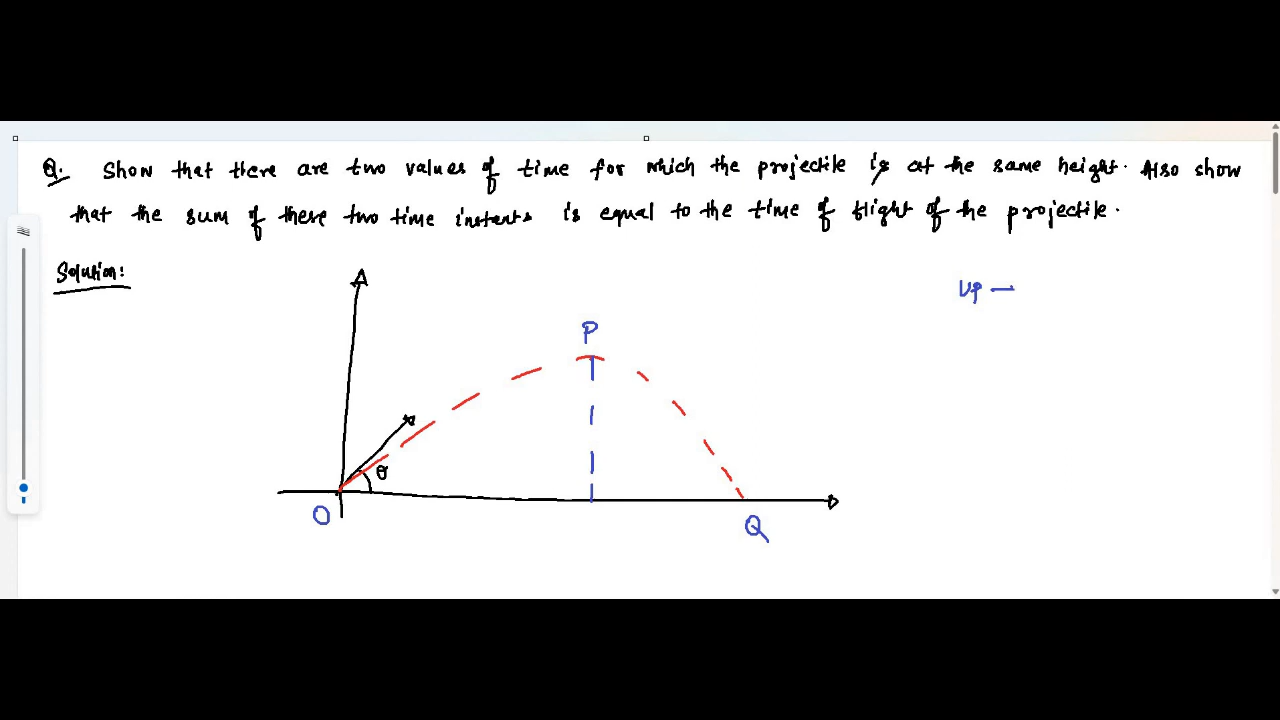 Q. Show that there are two values of time for which the projectile is at the same height. Also show
that the sum of these two time instants is equal to the time of flight of the projectile.
Solution:
Up —
P
θ
O
Q